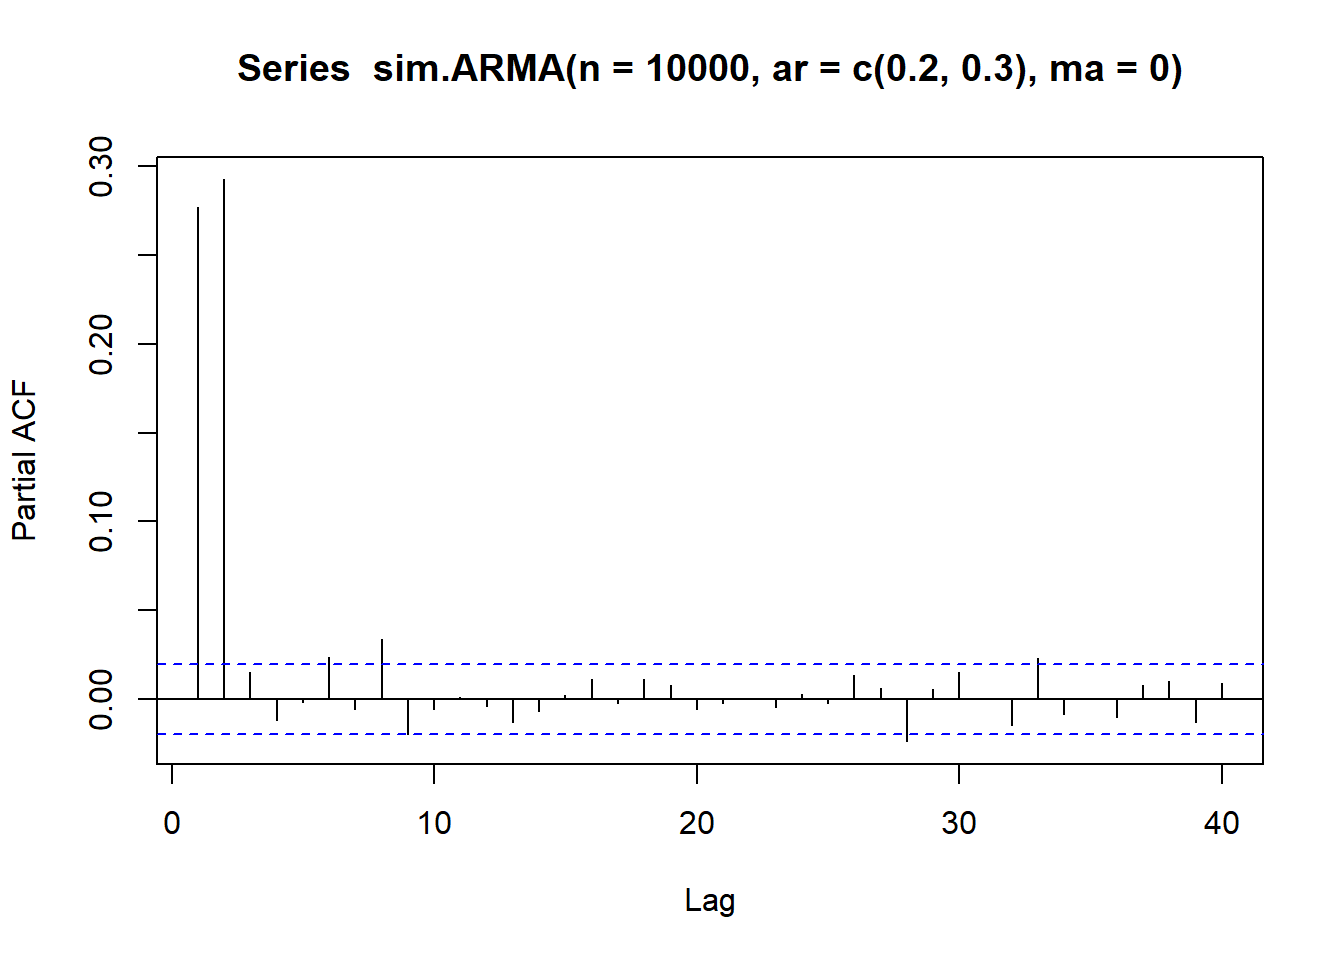 Series  sim.ARMA(n = 10000, ar = c(0.2, 0.3), ma = 0)
Partial ACF
0.30
0.20
0.10
0.00
0 10 20 30 40
Lag